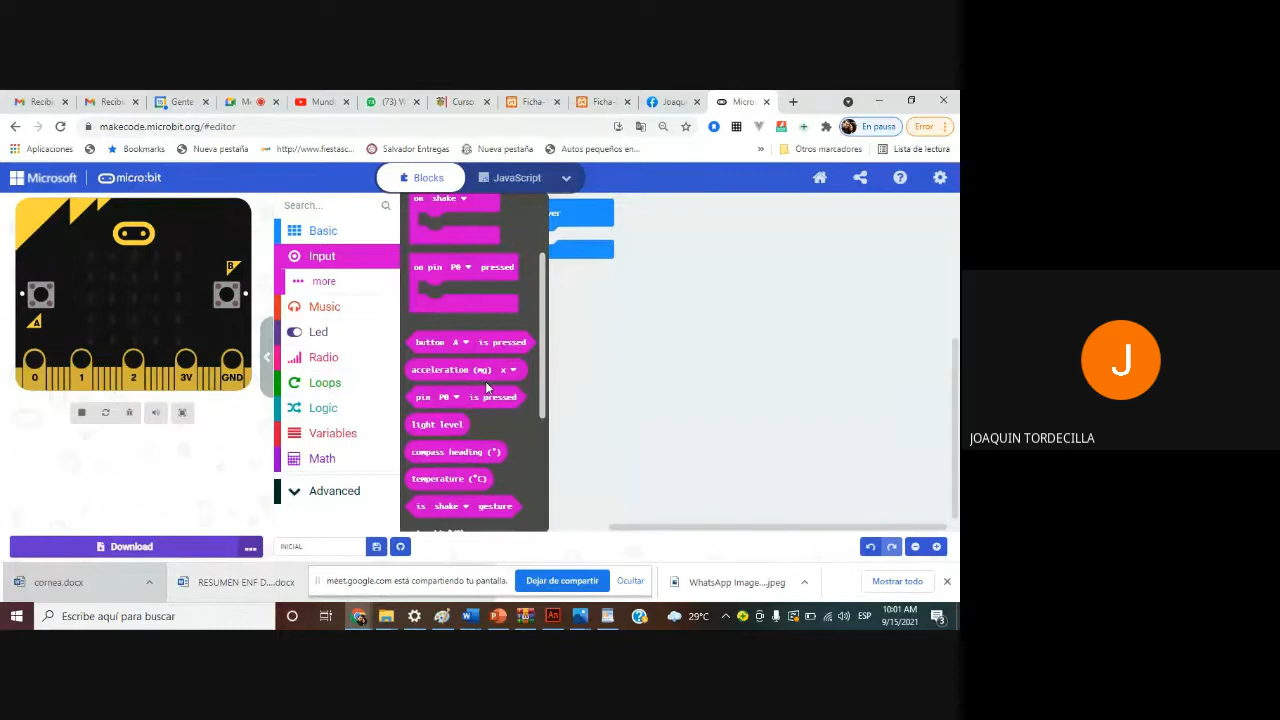 Recibi
Recibi
Gente
Me
Mund
(73) W
Curso
Ficha-
Ficha-
Joaqu
Micro
makecode.microbit.org/#editor
En pausa
Error
Aplicaciones
Bookmarks
Nueva pestaña
http://www.fiestasc...
Salvador Entregas
Nueva pestaña
Autos pequeños en...
»
Otros marcadores
Lista de lectura
Microsoft
micro:bit
Blocks
JavaScript
Search...
Basic
Input
more
Music
Led
Radio
Loops
Logic
Variables
Math
Advanced
A
B
0 1 2 3V GND
on shake
on pin P0 pressed
button A is pressed
acceleration (mg) x
pin P0 is pressed
light level
compass heading (°)
temperature (°C)
is shake gesture
ver
Download
...
INICIAL
cornea.docx
RESUMEN ENF D....docx
meet.google.com está compartiendo tu pantalla.
Dejar de compartir
Ocultar
WhatsApp Image....jpeg
Mostrar todo
Escribe aquí para buscar
29°C
ESP
10:01 AM
9/15/2021
3
J
JOAQUIN TORDECILLA